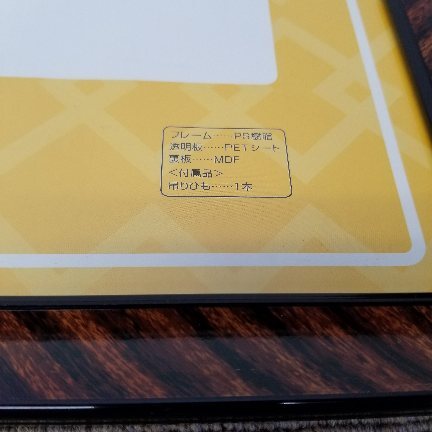 フレーム……PS樹脂
透明板……PETシート
裏板……MDF
<付属品>
吊りひも……1本